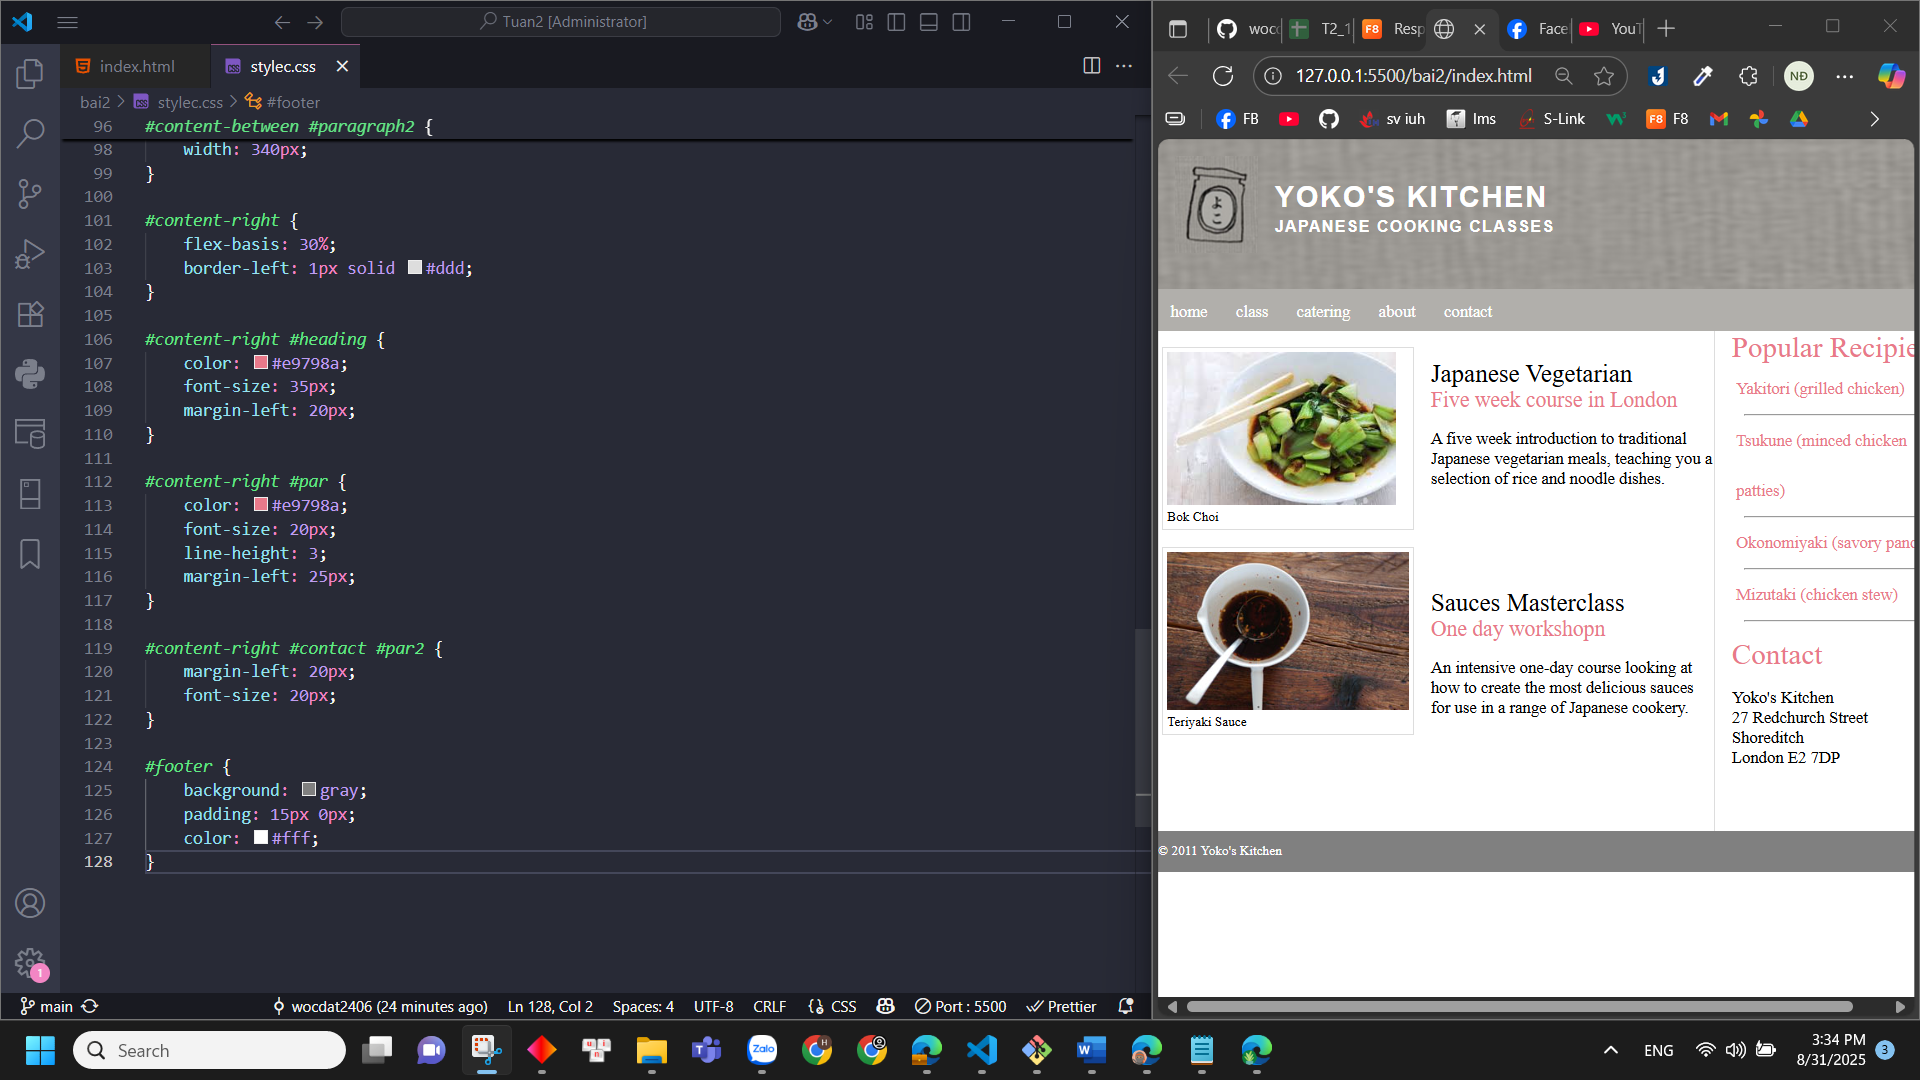 Tuan2 [Administrator]
index.html
stylec.css
bai2 > stylec.css > #footer
96 #content-between #paragraph2 {
98 width: 340px;
99 }
100
101 #content-right {
102 flex-basis: 30%;
103 border-left: 1px solid #ddd;
104 }
105
106 #content-right #heading {
107 color: #e9798a;
108 font-size: 35px;
109 margin-left: 20px;
110 }
111
112 #content-right #par {
113 color: #e9798a;
114 font-size: 20px;
115 line-height: 3;
116 margin-left: 25px;
117 }
118
119 #content-right #contact #par2 {
120 margin-left: 20px;
121 font-size: 20px;
122 }
123
124 #footer {
125 background: gray;
126 padding: 15px 0px;
127 color: #fff;
128 }
1
main
wocdat2406 (24 minutes ago)
Ln 128, Col 2
Spaces: 4
UTF-8
CRLF
CSS
Port : 5500
Prettier
woc
T2_1
F8 Resp
Face
YouT
127.0.0.1:5500/bai2/index.html
NĐ
FB
sv iuh
lms
S-Link
F8 F8
よこ
YOKO'S KITCHEN
JAPANESE COOKING CLASSES
home class catering about contact
Bok Choi
Japanese Vegetarian
Five week course in London
A five week introduction to traditional
Japanese vegetarian meals, teaching you a
selection of rice and noodle dishes.
Teriyaki Sauce
Sauces Masterclass
One day workshopn
An intensive one-day course looking at
how to create the most delicious sauces
for use in a range of Japanese cookery.
Popular Recipie
Yakitori (grilled chicken)
Tsukune (minced chicken
patties)
Okonomiyaki (savory panc
Mizutaki (chicken stew)
Contact
Yoko's Kitchen
27 Redchurch Street
Shoreditch
London E2 7DP
© 2011 Yoko's Kitchen
Search
Zalo
ENG
3:34 PM
8/31/2025
3